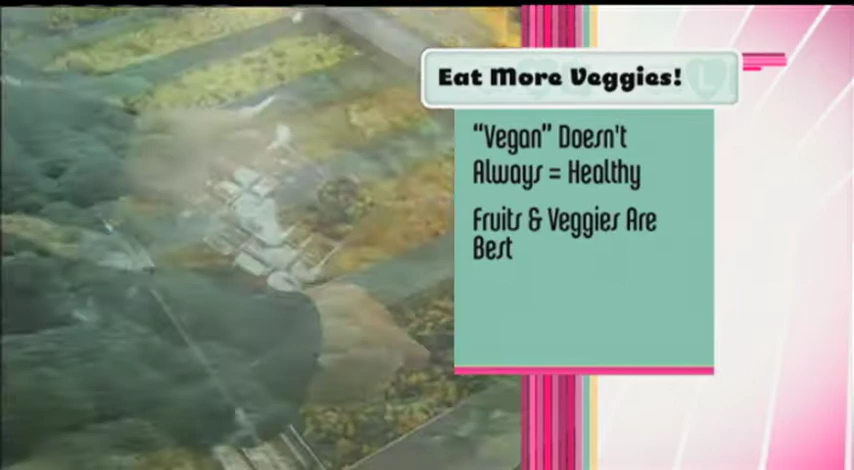 Eat More Veggies!
“Vegan” Doesn't
Always = Healthy
Fruits & Veggies Are
Best